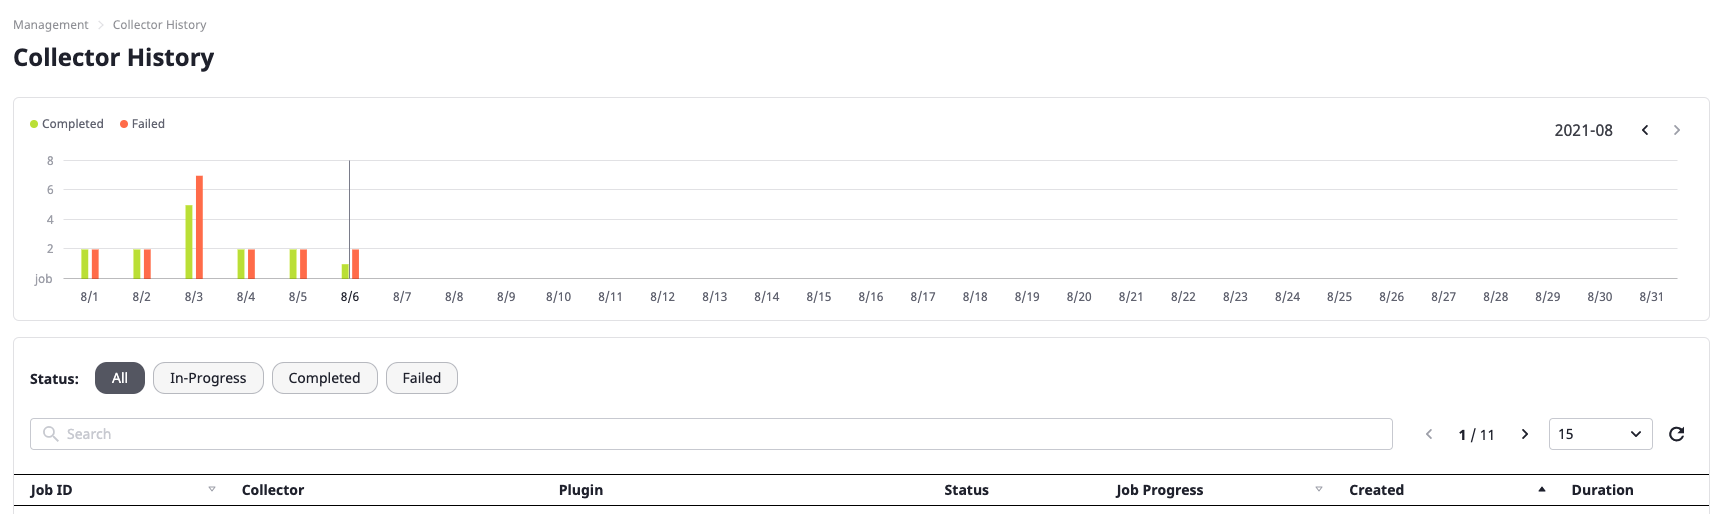 Management > Collector History
Collector History
Completed Failed
2021-08
8
6
4
2
job
8/1 8/2 8/3 8/4 8/5 8/6 8/7 8/8 8/9 8/10 8/11 8/12 8/13 8/14 8/15 8/16 8/17 8/18 8/19 8/20 8/21 8/22 8/23 8/24 8/25 8/26 8/27 8/28 8/29 8/30 8/31
Status: All In-Progress Completed Failed
Search 1 / 11 15
Job ID Collector Plugin Status Job Progress Created Duration